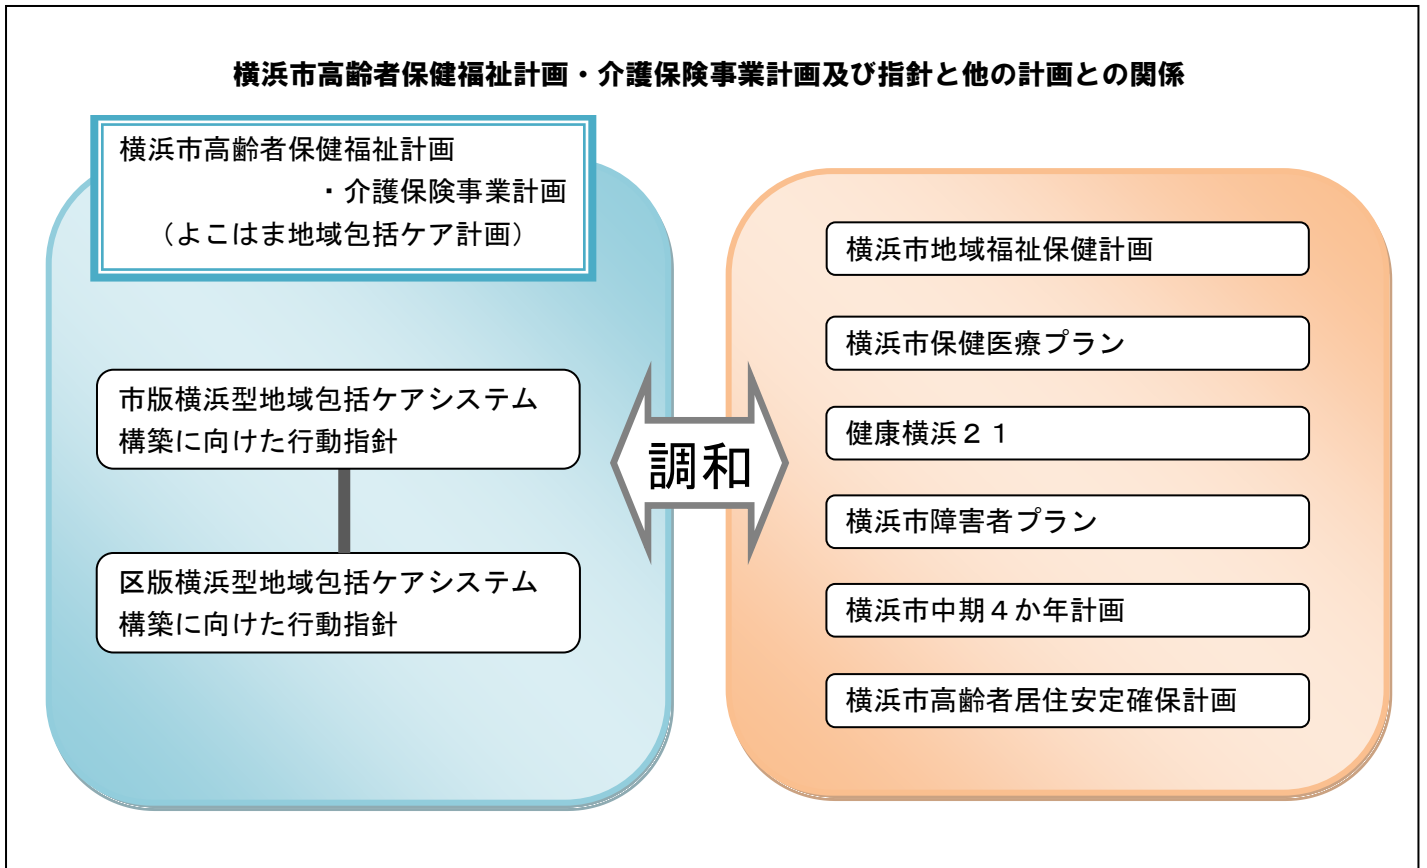 横浜市高齢者保健福祉計画・介護保険事業計画及び指針と他の計画との関係
横浜市高齢者保健福祉計画
・介護保険事業計画
（よこはま地域包括ケア計画）
市版横浜型地域包括ケアシステム
構築に向けた行動指針
区版横浜型地域包括ケアシステム
構築に向けた行動指針
調和
横浜市地域福祉保健計画
横浜市保健医療プラン
健康横浜２１
横浜市障害者プラン
横浜市中期４か年計画
横浜市高齢者居住安定確保計画